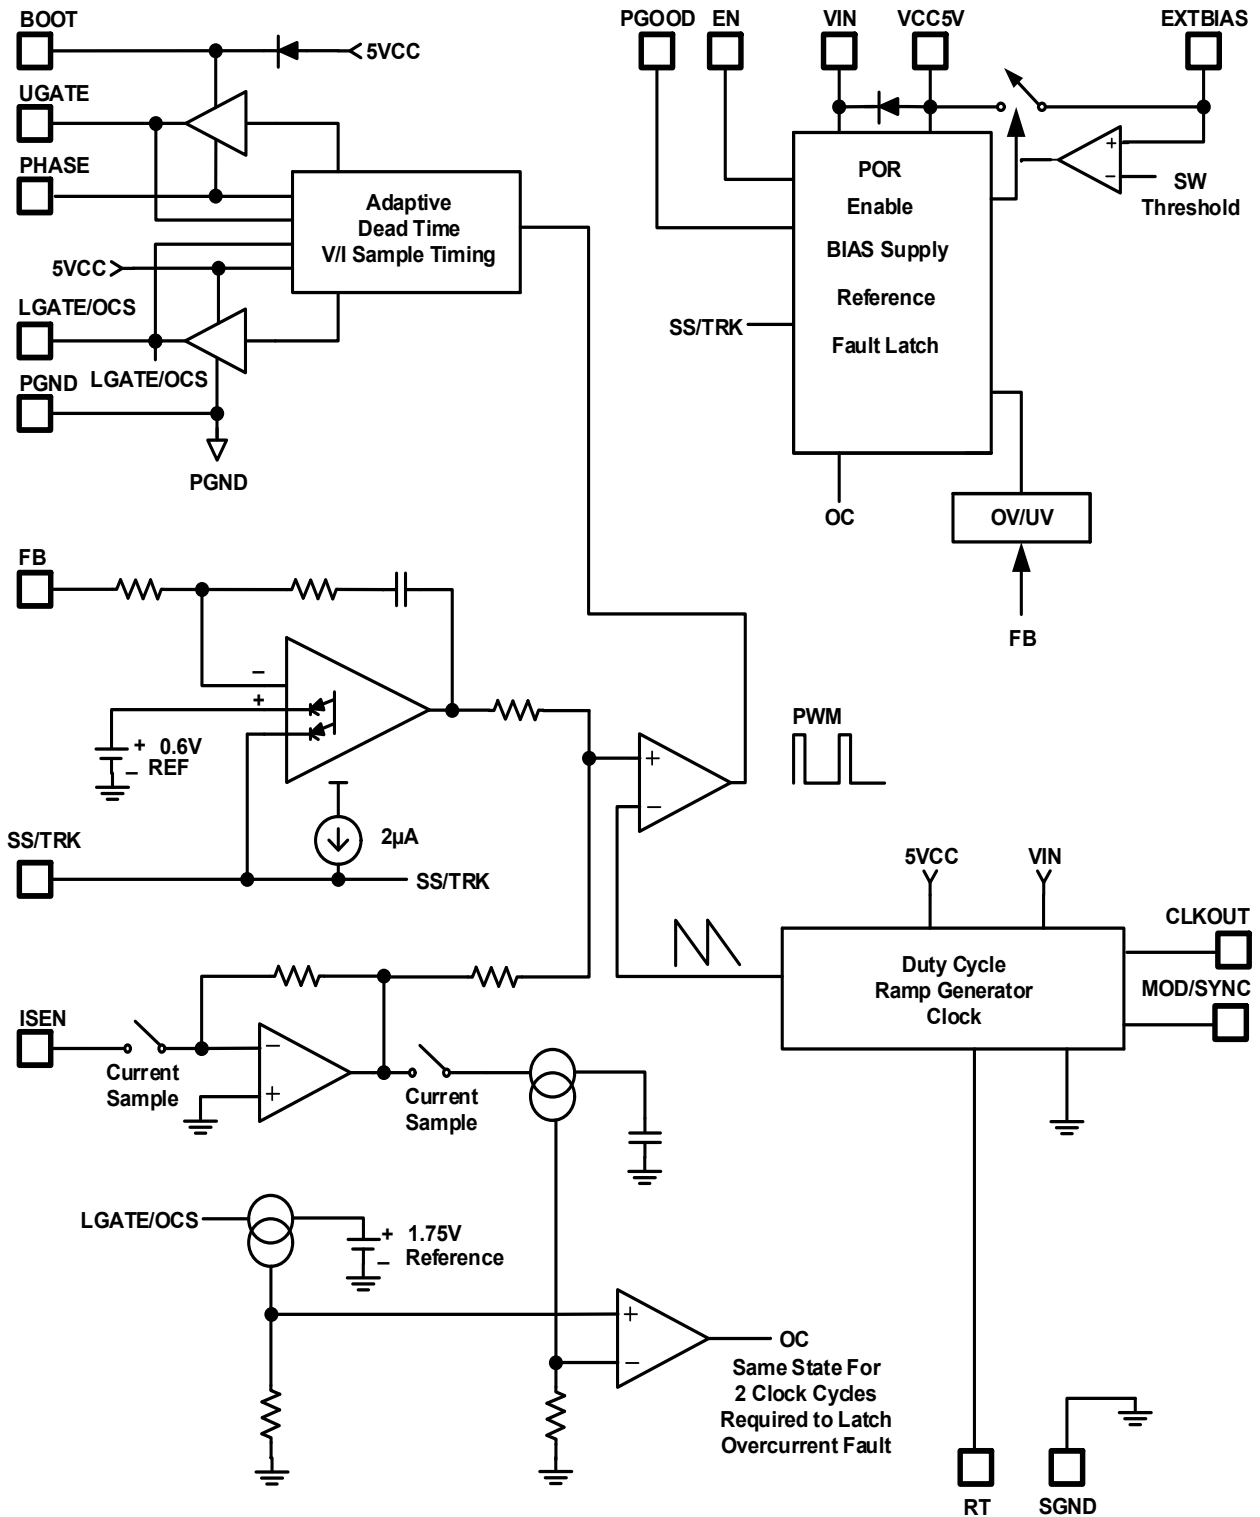 BOOT
5VCC
UGATE
PHASE
Adaptive
Dead Time
V/I Sample Timing
5VCC
LGATE/OCS
LGATE/OCS
PGND
PGND
PGOOD
EN
VIN
VCC5V
EXTBIAS
+
−
SW
Threshold
POR
Enable
BIAS Supply
Reference
Fault Latch
SS/TRK
OC
OV/UV
FB
FB
−
+
+ 0.6V
− REF
2µA
SS/TRK
SS/TRK
+
−
PWM
5VCC
VIN
CLKOUT
Duty Cycle
Ramp Generator
Clock
MOD/SYNC
ISEN
Current
Sample
−
+
Current
Sample
LGATE/OCS
+ 1.75V
− Reference
+
−
OC
Same State For
2 Clock Cycles
Required to Latch
Overcurrent Fault
RT
SGND